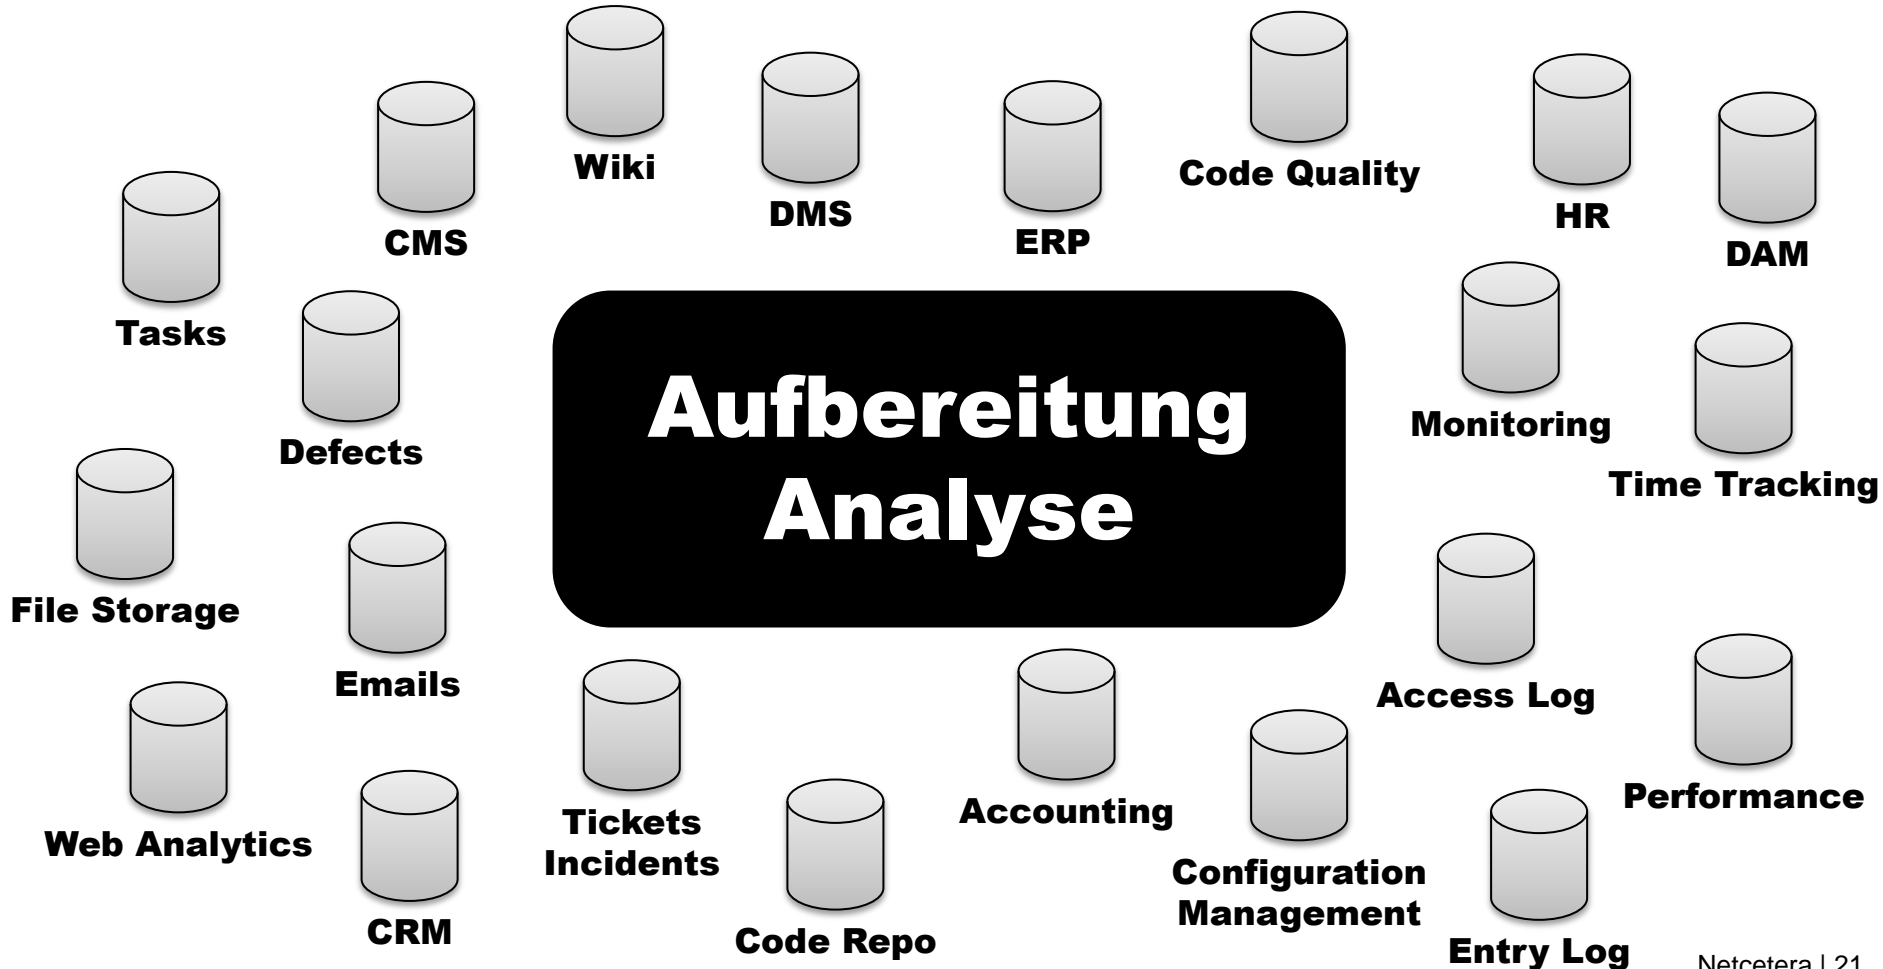 Wiki
Code Quality
DMS
HR
CMS
ERP
DAM
Tasks
Aufbereitung
Analyse
Defects
Monitoring
Time Tracking
File Storage
Emails
Access Log
Web Analytics
Tickets
Incidents
Accounting
Performance
Configuration
Management
CRM
Code Repo
Entry Log
Netcetera | 21